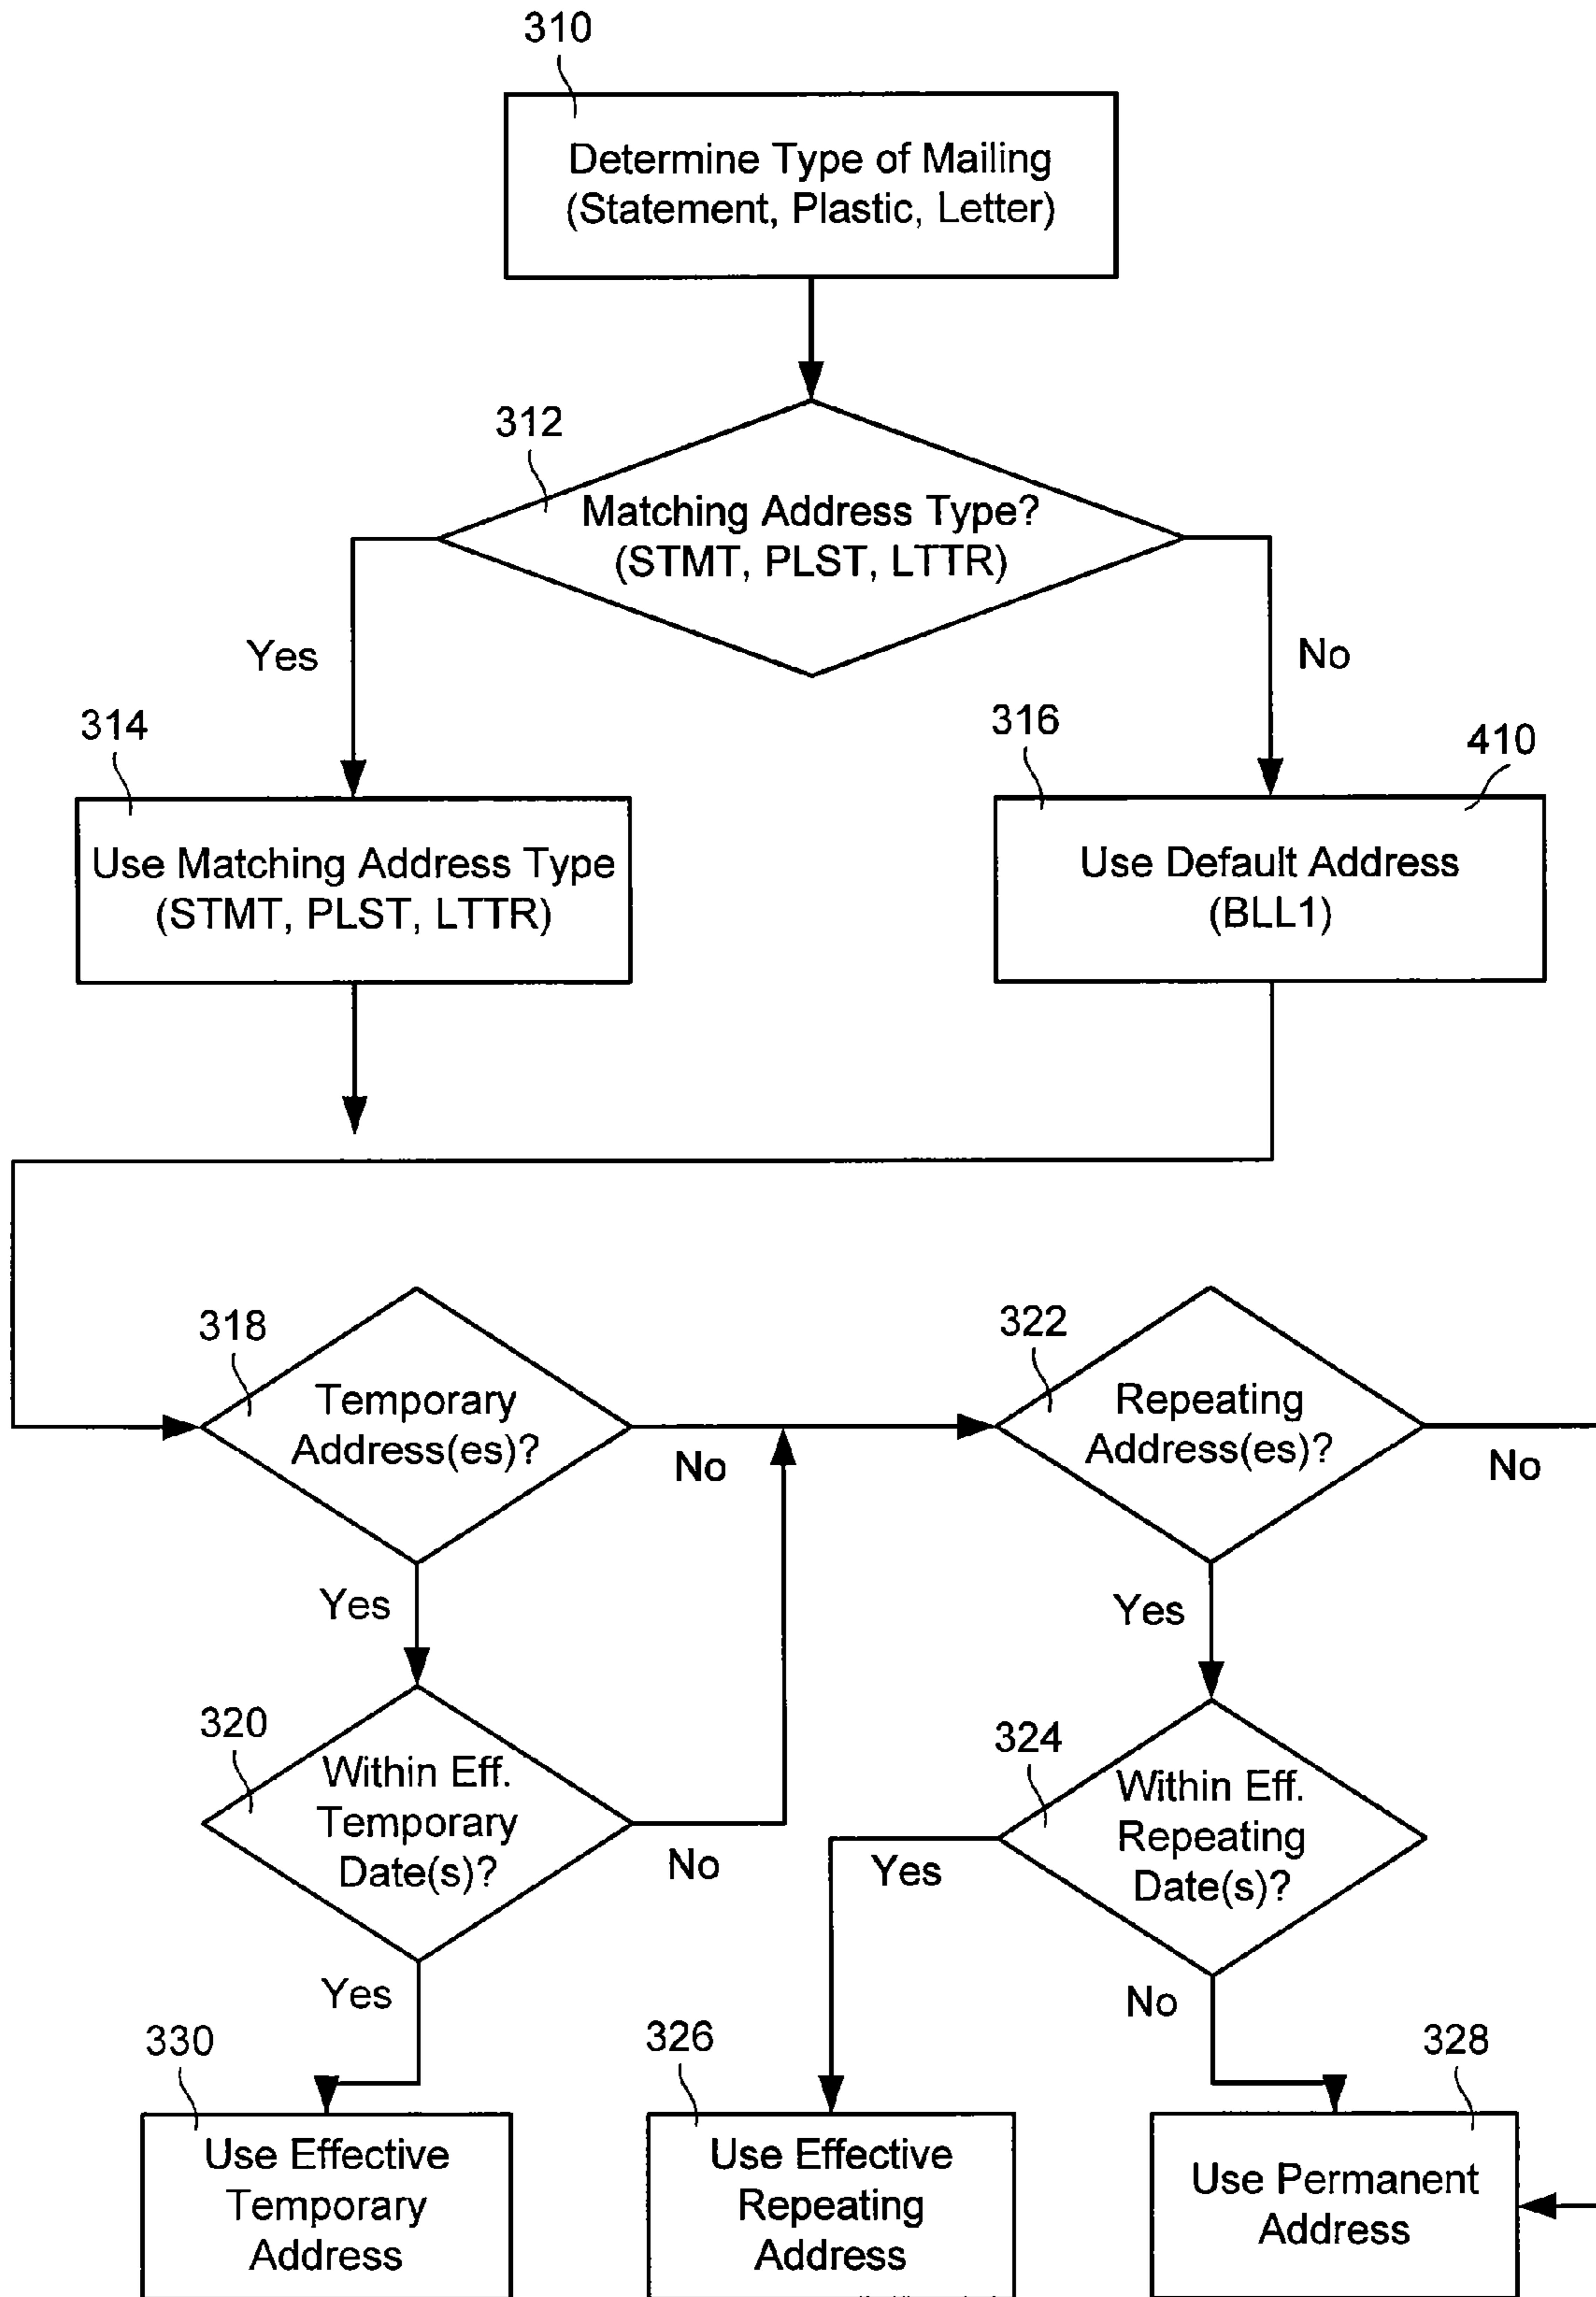 310
Determine Type of Mailing
(Statement, Plastic, Letter)
312
Matching Address Type?
(STMT, PLST, LTTR)
Yes
No
314
316
410
Use Matching Address Type
(STMT, PLST, LTTR)
Use Default Address
(BLL1)
318
Temporary
Address(es)?
No
322
Repeating
Address(es)?
No
Yes
Yes
320
Within Eff.
Temporary
Date(s)?
No
324
Within Eff.
Repeating
Date(s)?
Yes
Yes
No
330
326
328
Use Effective
Temporary
Address
Use Effective
Repeating
Address
Use Permanent
Address